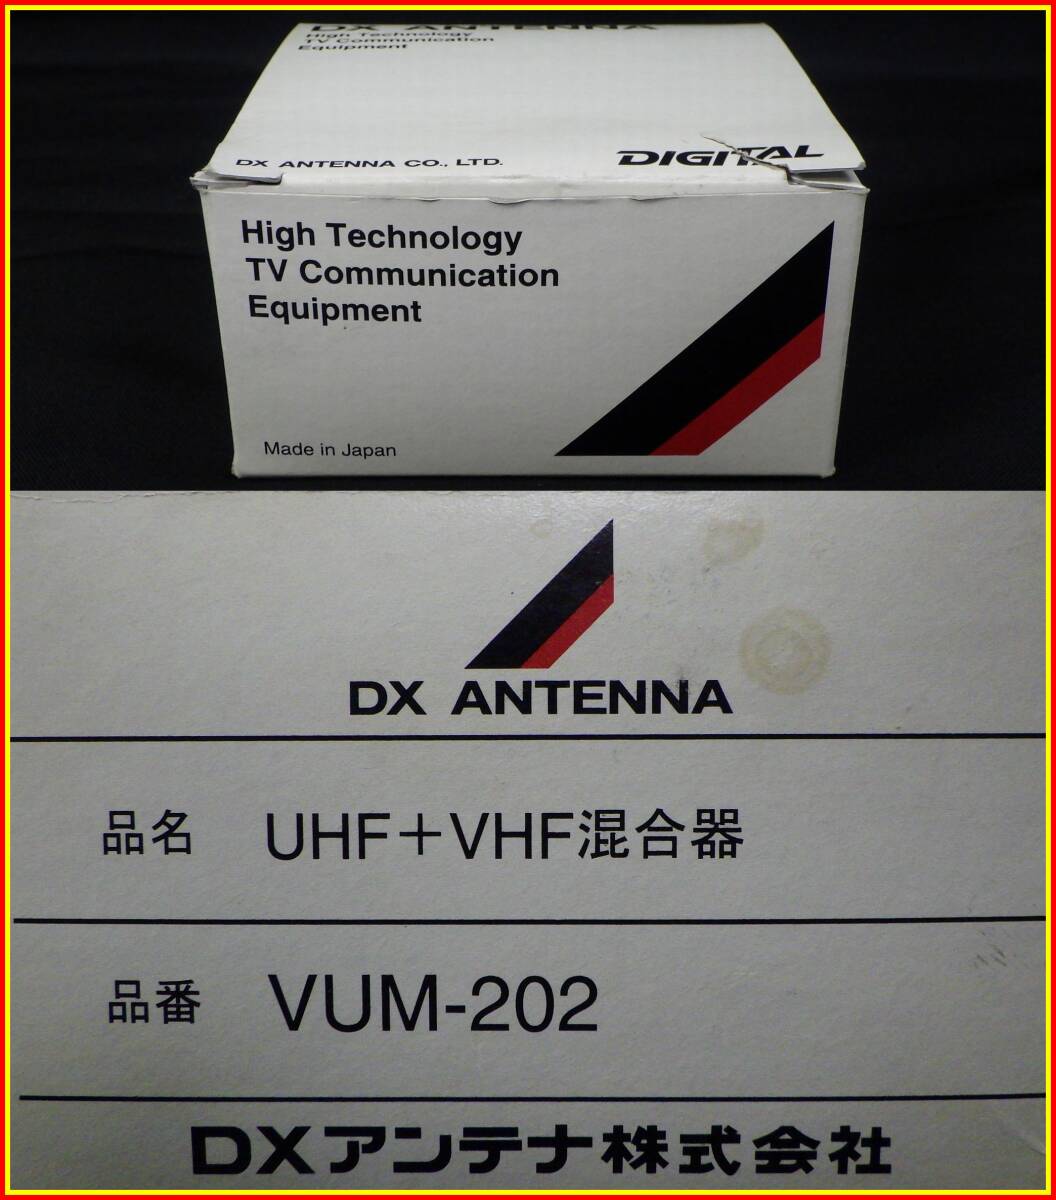 DX ANTENNA
High Technology
TV Communication
Equipment
DX ANTENNA CO., LTD.
DIGITAL
High Technology
TV Communication
Equipment
Made in Japan
DX ANTENNA
品名 UHF＋VHF混合器
品番 VUM-202
DXアンテナ株式会社